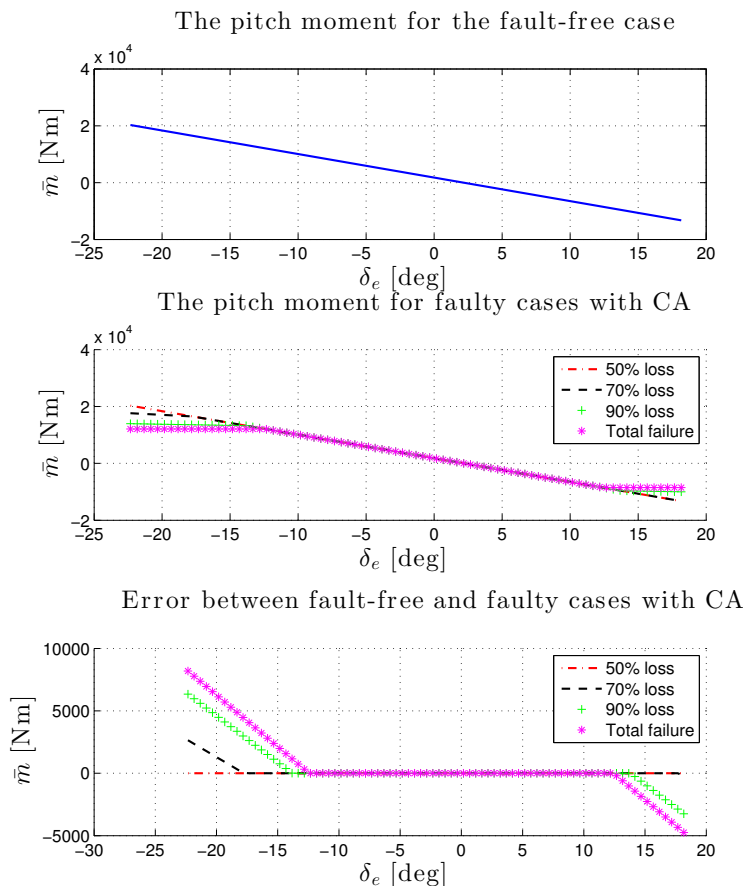 The pitch moment for the fault-free case
x 10⁴
4
2
0
−2
m̄ [Nm]
−25 −20 −15 −10 −5 0 5 10 15 20
δₑ [deg]
The pitch moment for faulty cases with CA
x 10⁴
4
2
0
−2
m̄ [Nm]
50% loss
70% loss
90% loss
Total failure
−25 −20 −15 −10 −5 0 5 10 15 20
δₑ [deg]
Error between fault-free and faulty cases with CA
10000
5000
0
−5000
m̄ [Nm]
50% loss
70% loss
90% loss
Total failure
−30 −25 −20 −15 −10 −5 0 5 10 15 20
δₑ [deg]